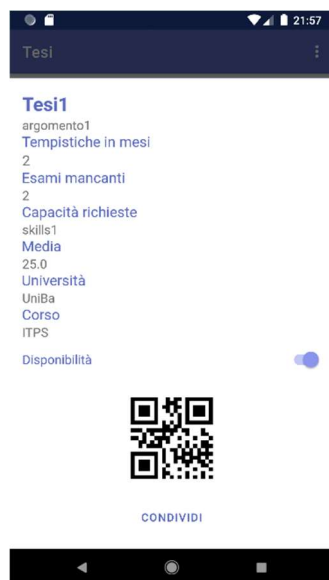 21:57
Tesi
Tesi1
argomento1
Tempistiche in mesi
2
Esami mancanti
2
Capacità richieste
skills1
Media
25.0
Università
UniBa
Corso
ITPS
Disponibilità
CONDIVIDI